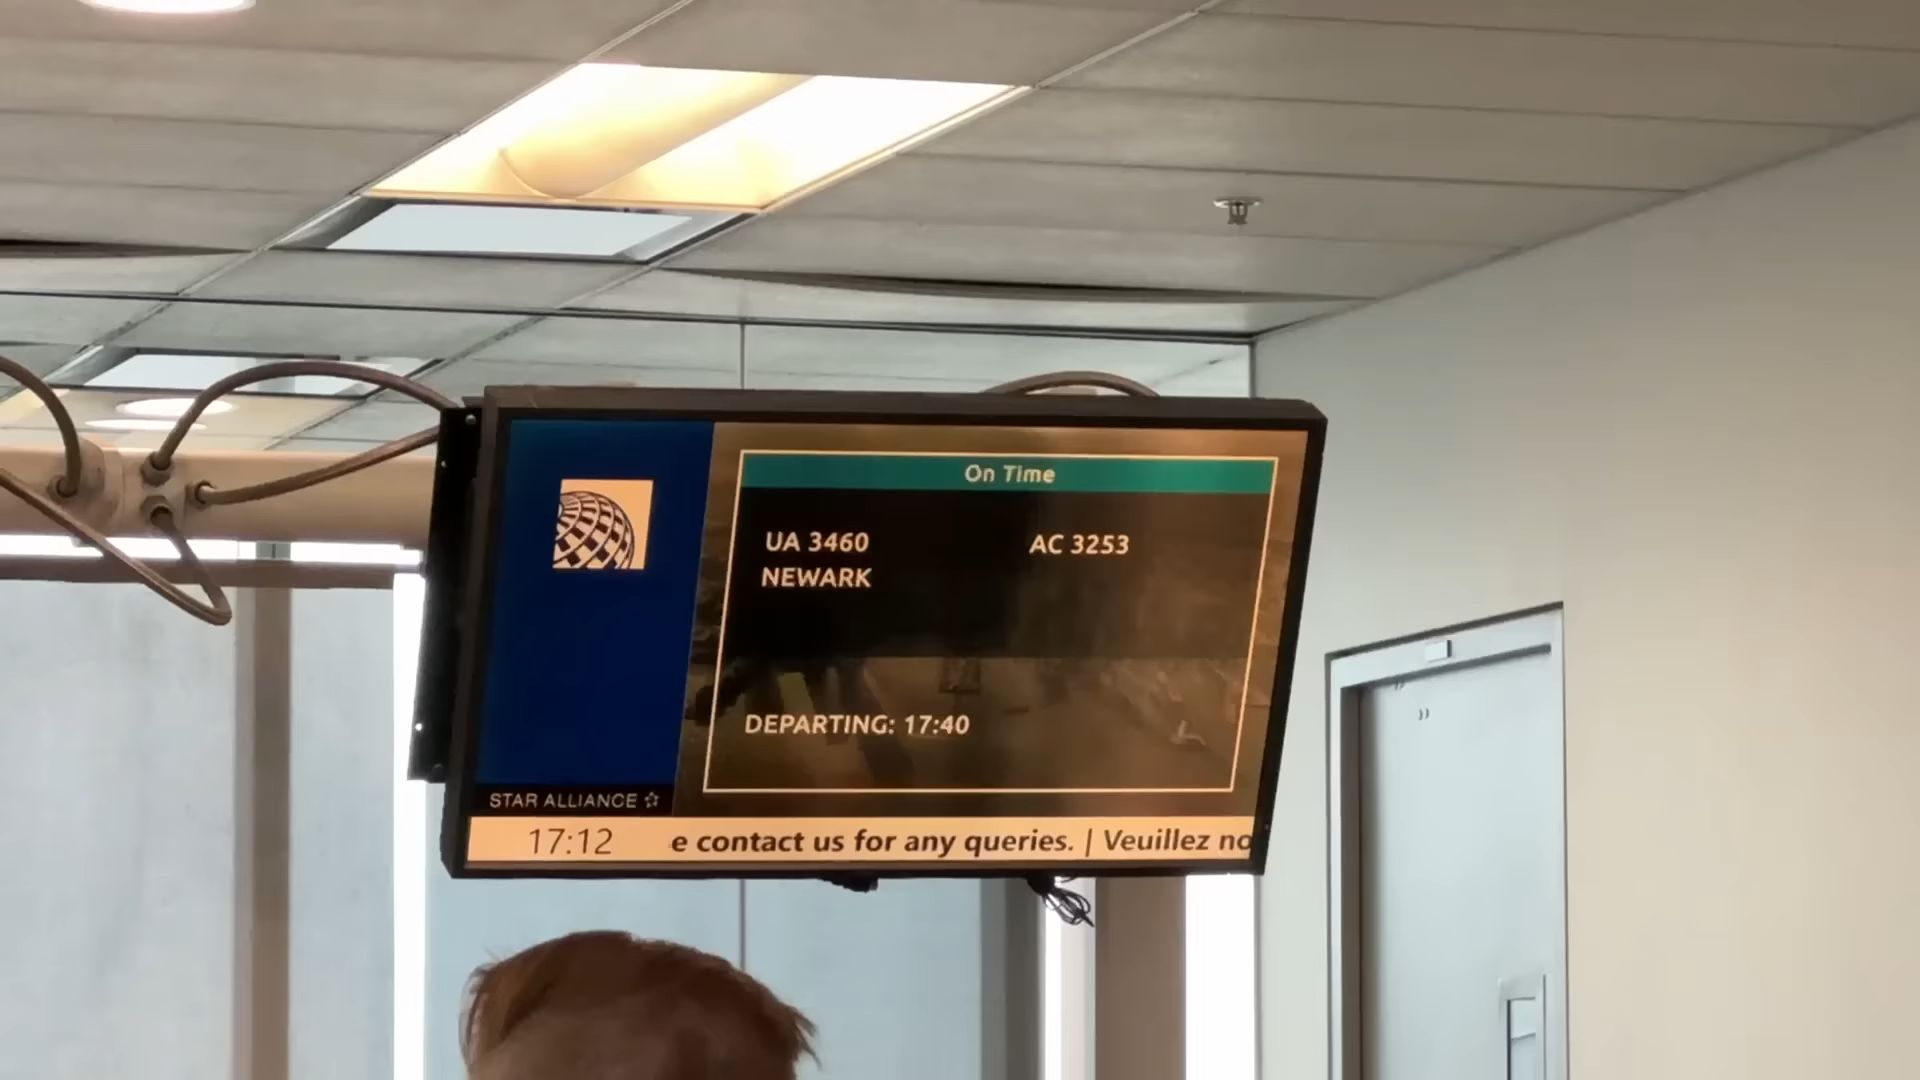 On Time
UA 3460 AC 3253
NEWARK
DEPARTING: 17:40
STAR ALLIANCE
17:12 e contact us for any queries. | Veuillez no